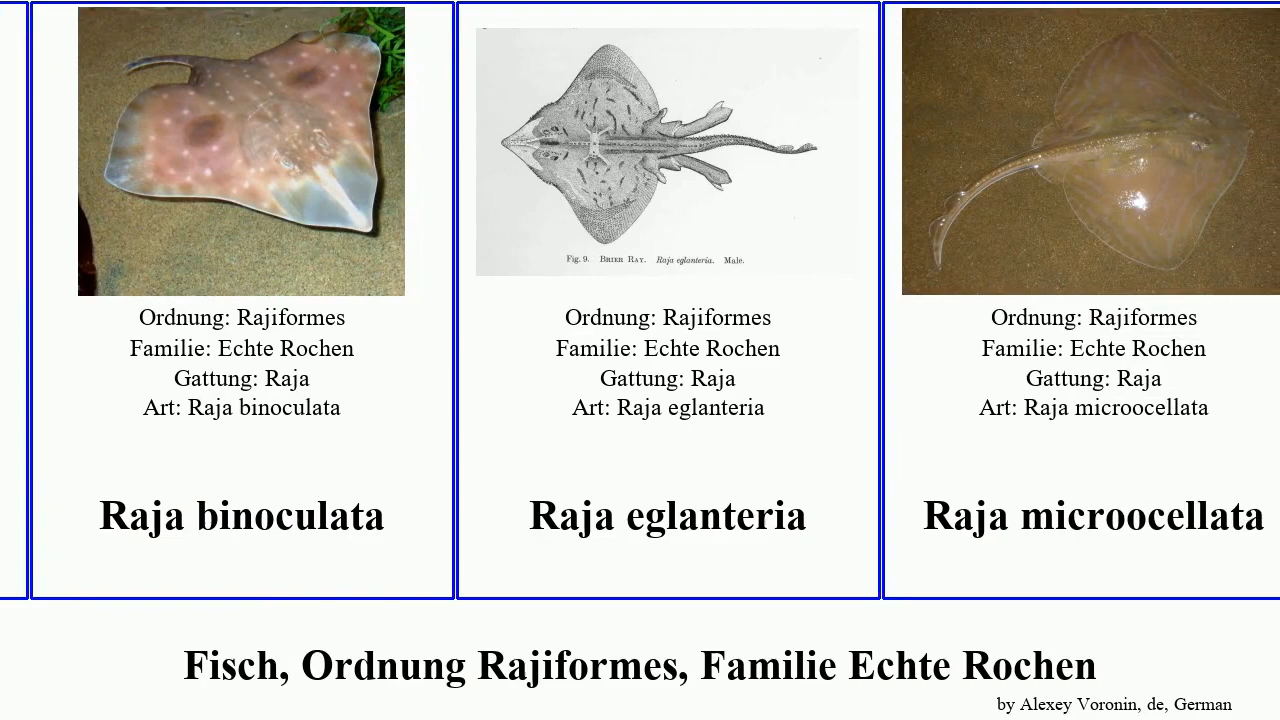 Fig. 9. Brier Ray. Raja eglanteria. Male.
Ordnung: Rajiformes
Familie: Echte Rochen
Gattung: Raja
Art: Raja binoculata
Raja binoculata
Ordnung: Rajiformes
Familie: Echte Rochen
Gattung: Raja
Art: Raja eglanteria
Raja eglanteria
Ordnung: Rajiformes
Familie: Echte Rochen
Gattung: Raja
Art: Raja microocellata
Raja microocellata
Fisch, Ordnung Rajiformes, Familie Echte Rochen
by Alexey Voronin, de, German